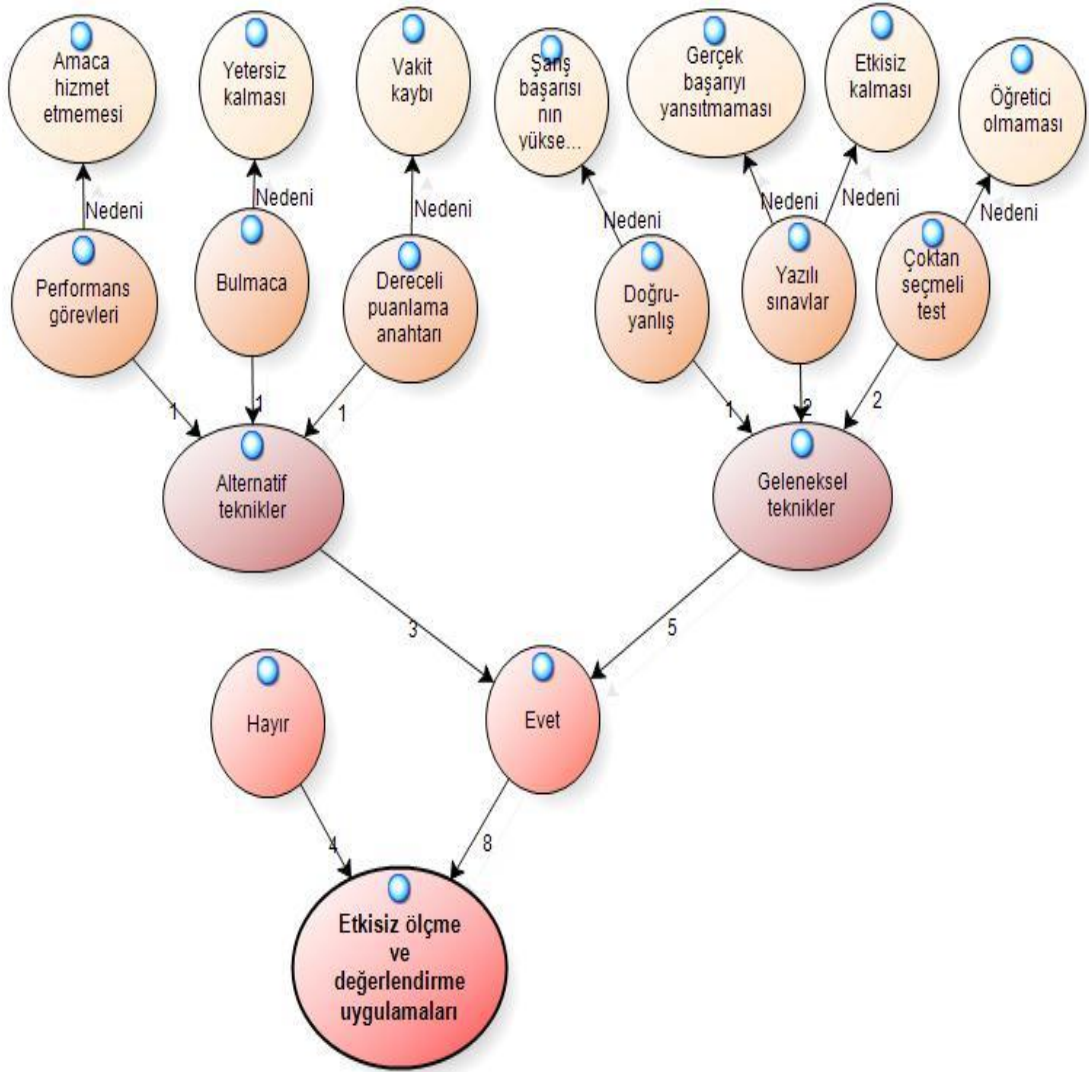 Amaca
hizmet
etmemesi
Yetersiz
kalması
Vakit
kaybı
Şans
başarısı
nın
yükse...
Gerçek
başarıyı
yansıtmaması
Etkisiz
kalması
Öğretici
olmaması
Nedeni
Nedeni
Nedeni
Nedeni
Nedeni
Nedeni
Nedeni
Performans
görevleri
Bulmaca
Dereceli
puanlama
anahtarı
Doğru-
yanlış
Yazılı
sınavlar
Çoktan
seçmeli
test
1
1
1
1
2
2
Alternatif
teknikler
Geleneksel
teknikler
3
5
Hayır
Evet
4
8
Etkisiz ölçme
ve
değerlendirme
uygulamaları